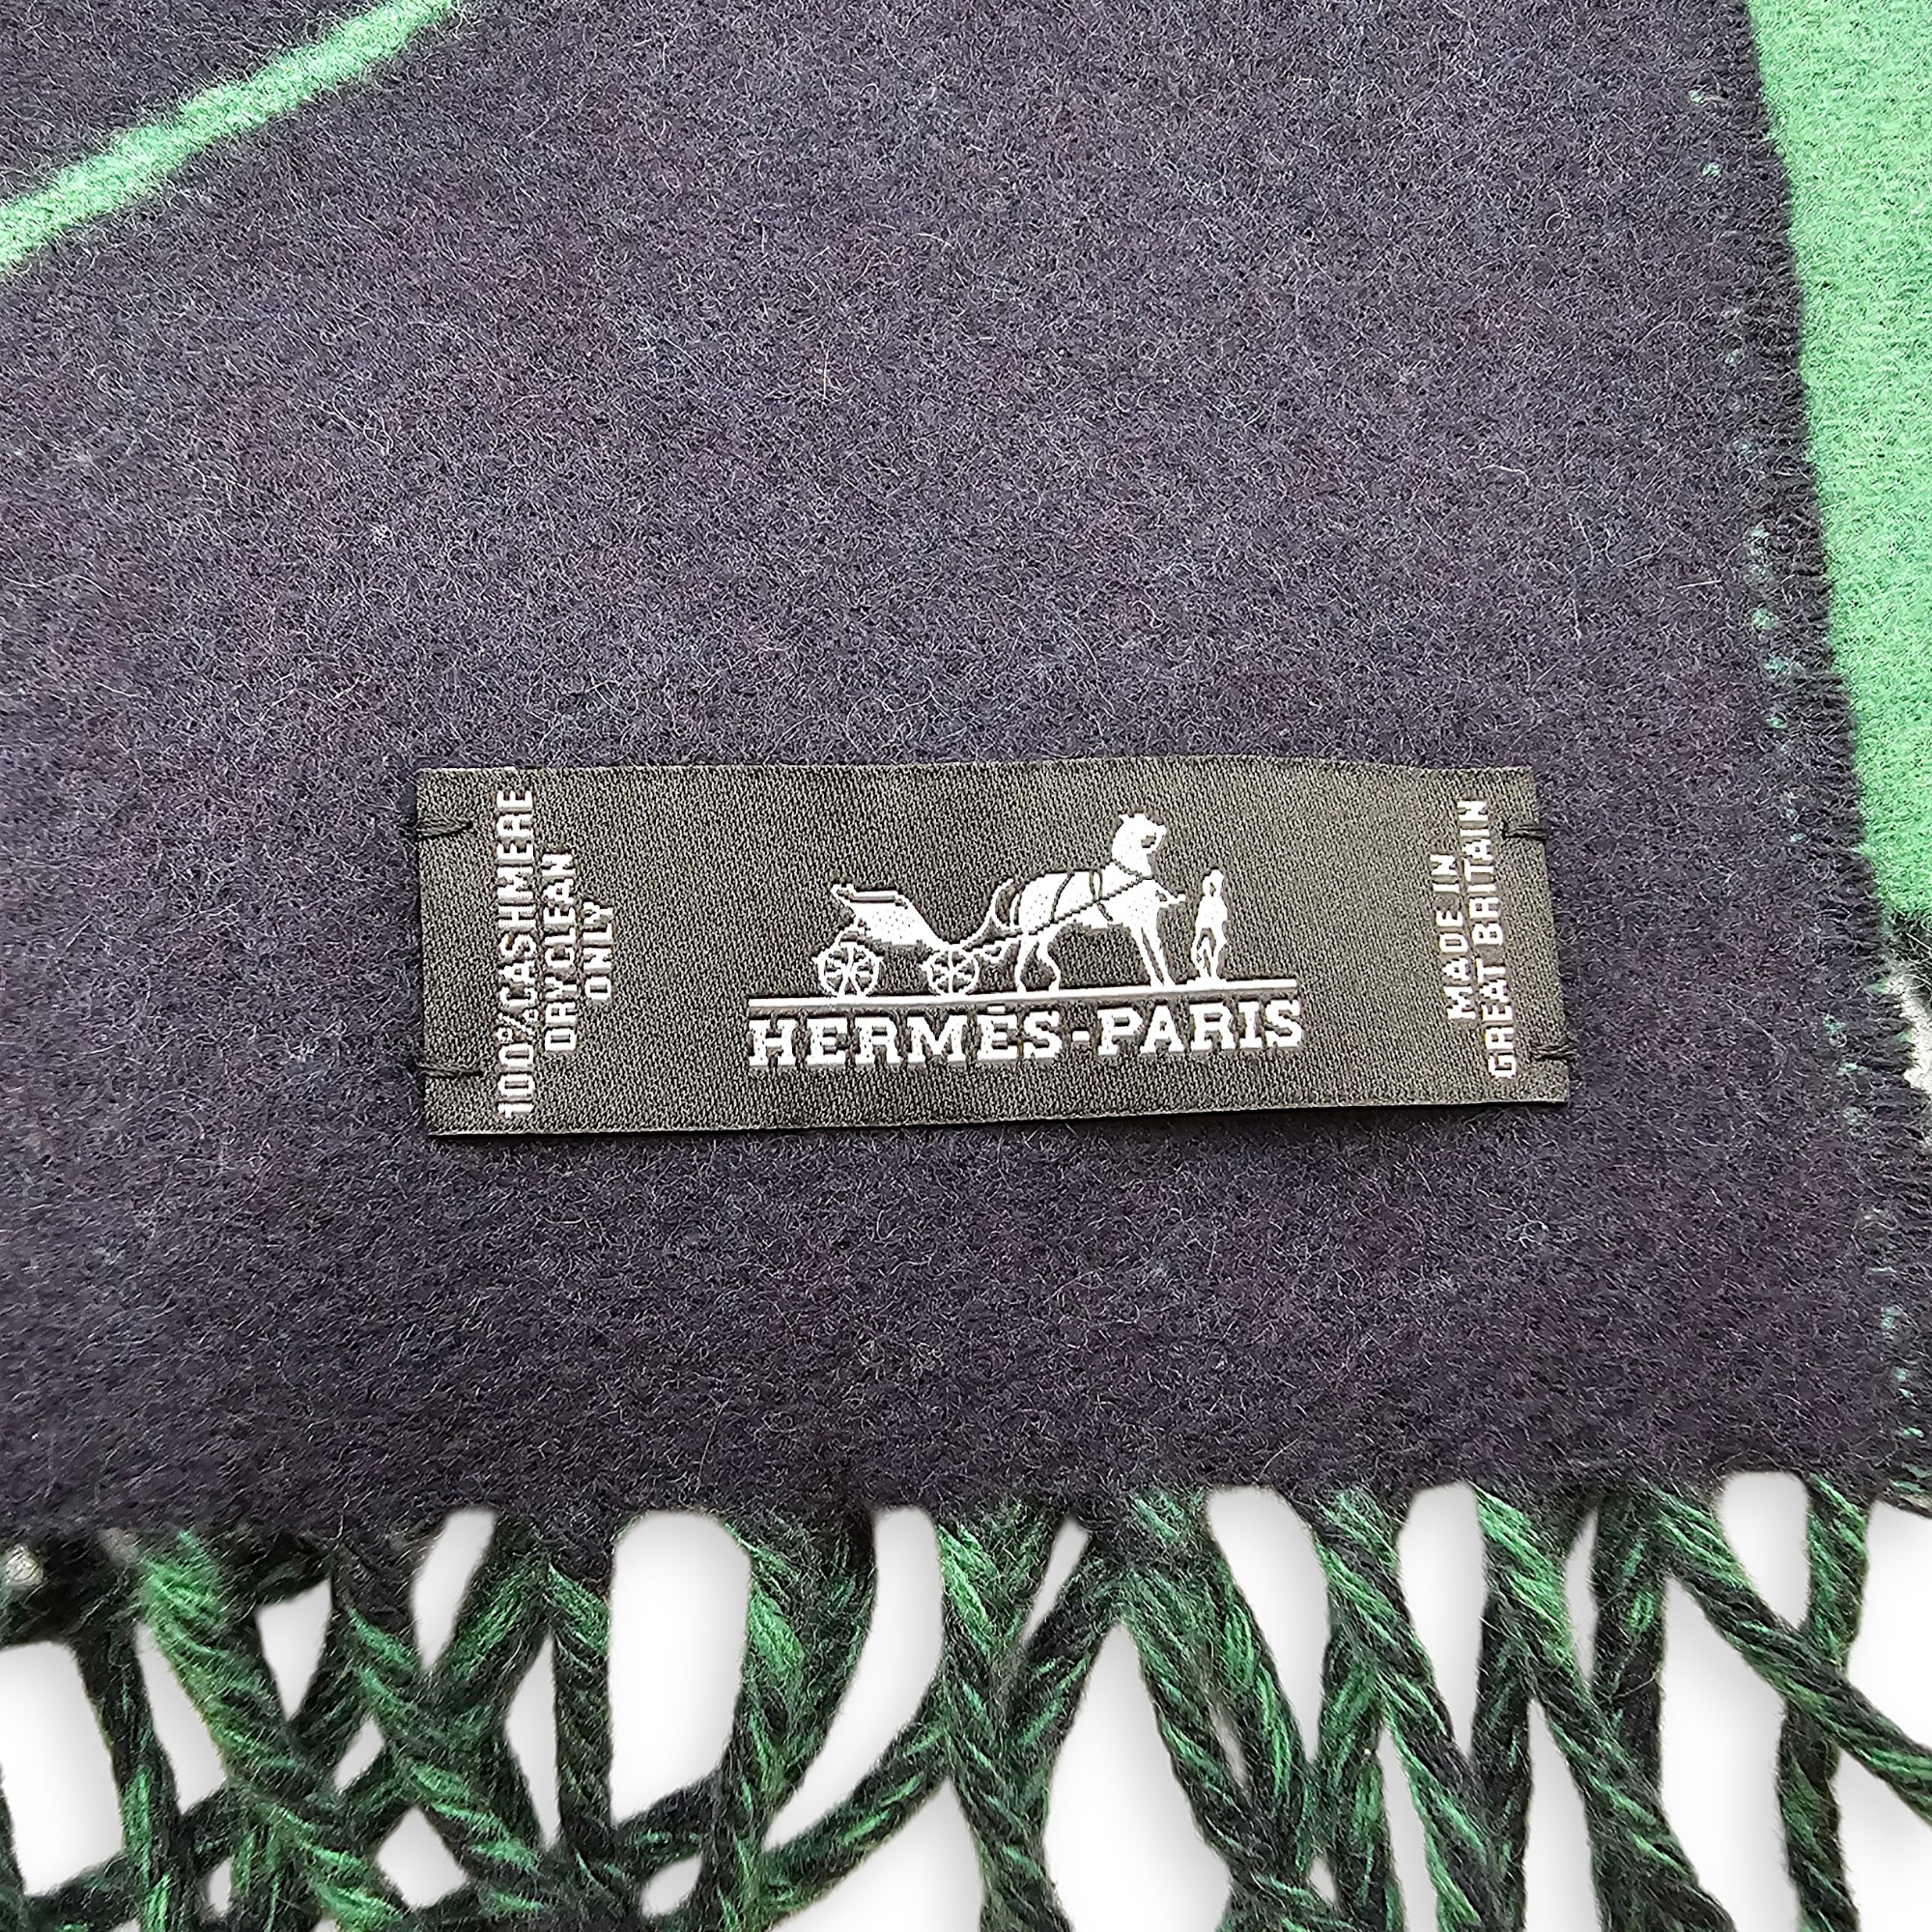 100% CASHMERE
DRY CLEAN
ONLY
HERMÈS-PARIS
MADE IN
GREAT BRITAIN